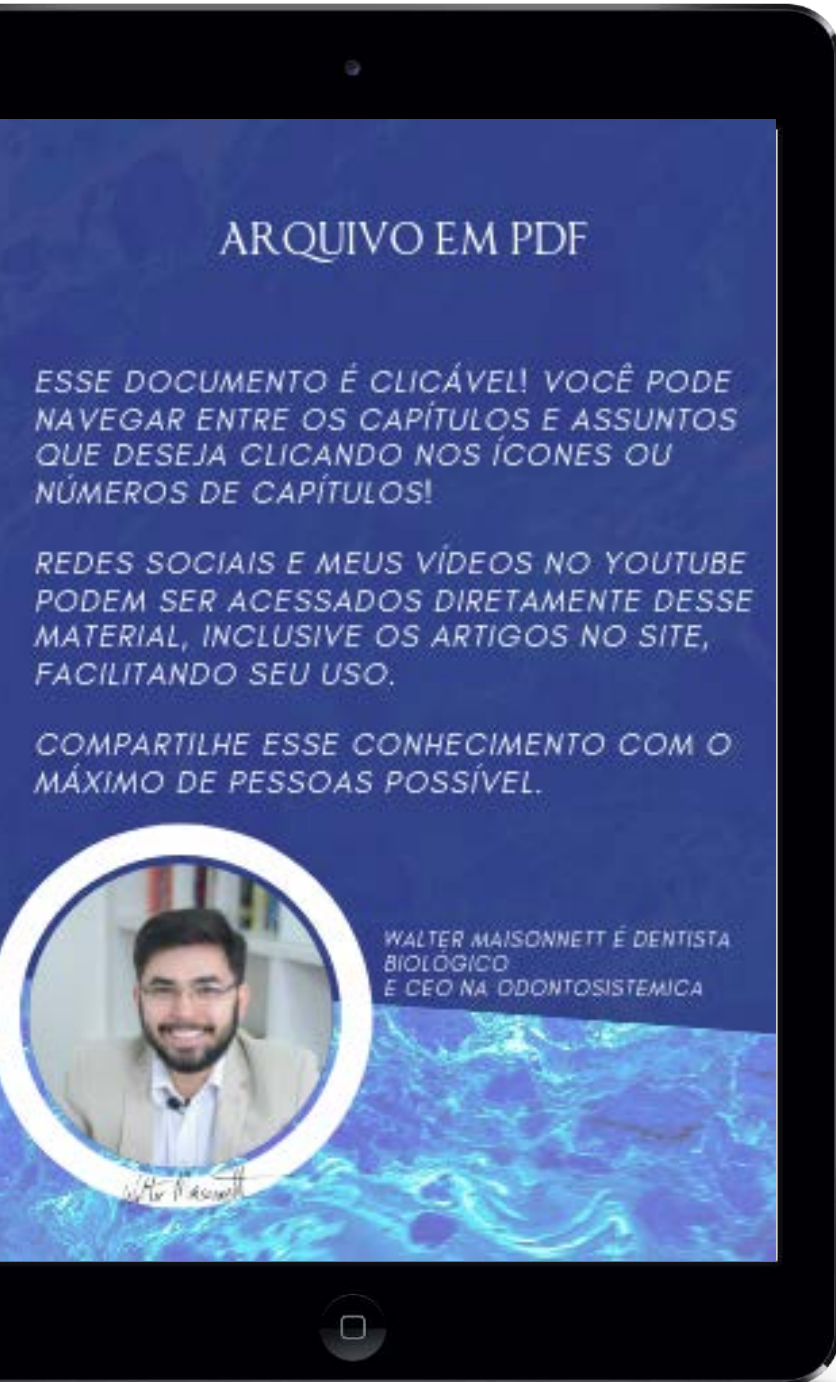 ARQUIVO EM PDF
ESSE DOCUMENTO É CLICÁVEL! VOCÊ PODE
NAVEGAR ENTRE OS CAPÍTULOS E ASSUNTOS
QUE DESEJA CLICANDO NOS ÍCONES OU
NÚMEROS DE CAPÍTULOS!
REDES SOCIAIS E MEUS VÍDEOS NO YOUTUBE
PODEM SER ACESSADOS DIRETAMENTE DESSE
MATERIAL, INCLUSIVE OS ARTIGOS NO SITE,
FACILITANDO SEU USO.
COMPARTILHE ESSE CONHECIMENTO COM O
MÁXIMO DE PESSOAS POSSÍVEL.
WALTER MAISONNETT É DENTISTA
BIOLÓGICO
E CEO NA ODONTOSISTEMICA
Walter Maisonnett